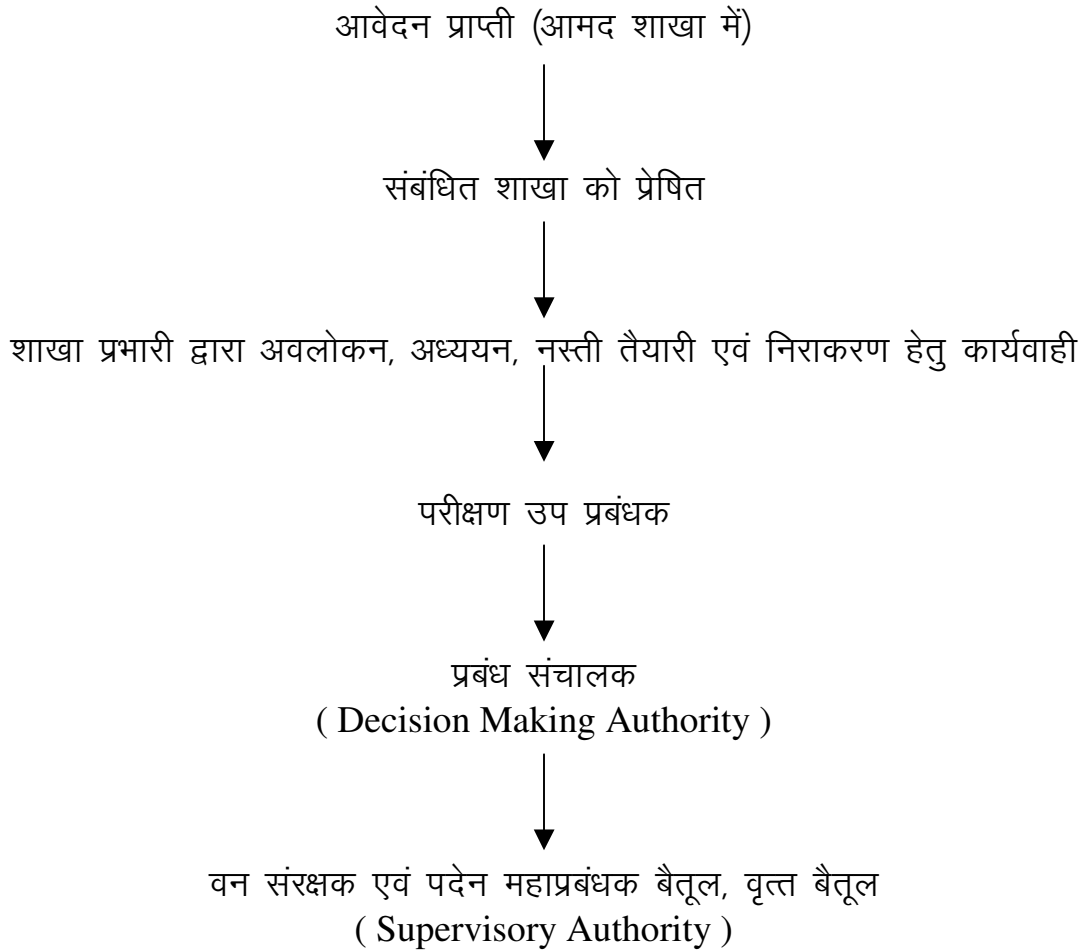 आवेदन प्राप्ती (आमद शाखा में)
संबंधित शाखा को प्रेषित
शाखा प्रभारी द्वारा अवलोकन, अध्ययन, नस्ती तैयारी एवं निराकरण हेतु कार्यवाही
परीक्षण उप प्रबंधक
प्रबंध संचालक
( Decision Making Authority )
वन संरक्षक एवं पदेन महाप्रबंधक बैतूल, वृत्त बैतूल
( Supervisory Authority )